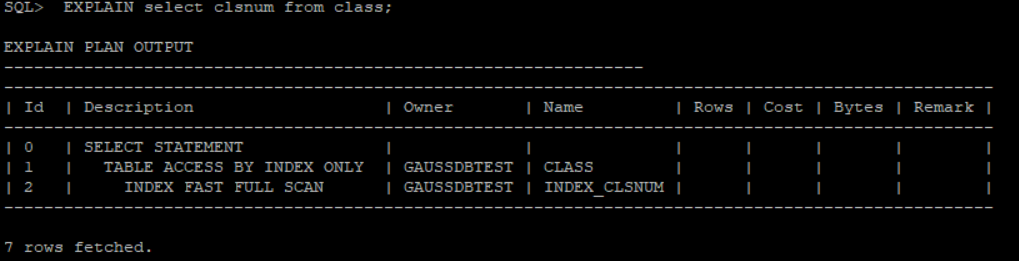 SQL>  EXPLAIN select clsnum from class;
EXPLAIN PLAN OUTPUT
----------------------------------------------------------------
---------------------------------------------------------------------------------------------------
| Id  | Description                   | Owner       | Name         | Rows | Cost | Bytes | Remark |
---------------------------------------------------------------------------------------------------
| 0   | SELECT STATEMENT              |             |              |      |      |       |        |
| 1   |   TABLE ACCESS BY INDEX ONLY  | GAUSSDBTEST | CLASS        |      |      |       |        |
| 2   |     INDEX FAST FULL SCAN      | GAUSSDBTEST | INDEX_CLSNUM |      |      |       |        |
---------------------------------------------------------------------------------------------------
7 rows fetched.